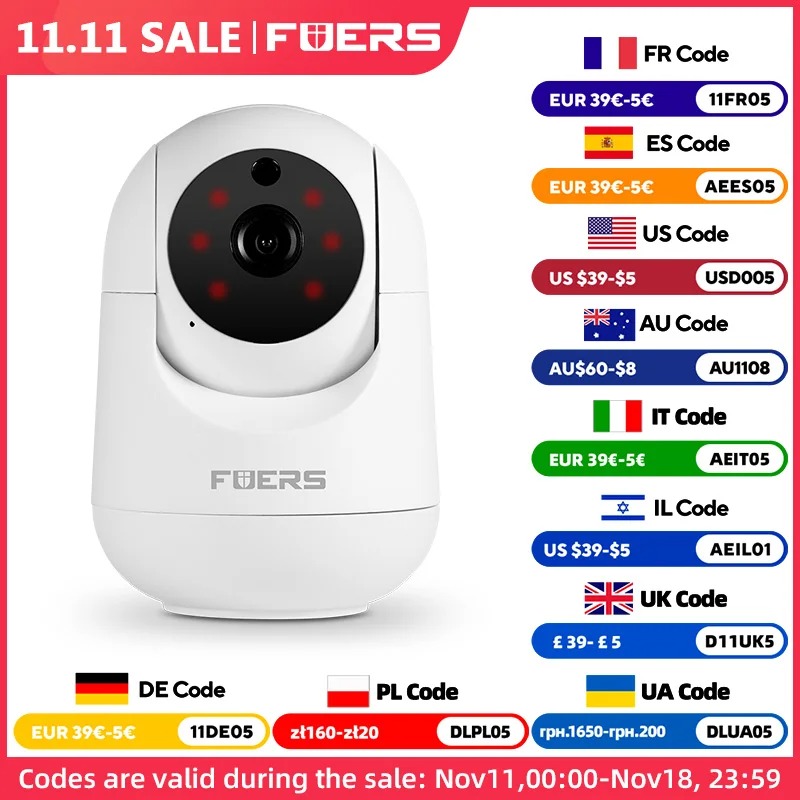 11.11 SALE | FUERS
FR Code
EUR 39€-5€ 11FR05
ES Code
EUR 39€-5€ AEES05
US Code
US $39-$5 USD005
AU Code
AU$60-$8 AU1108
IT Code
EUR 39€-5€ AEIT05
FUERS
IL Code
US $39-$5 AEIL01
UK Code
£ 39- £ 5 D11UK5
DE Code
EUR 39€-5€ 11DE05
PL Code
zł160-zł20 DLPL05
UA Code
грн.1650-грн.200 DLUA05
Codes are valid during the sale: Nov11,00:00-Nov18, 23:59